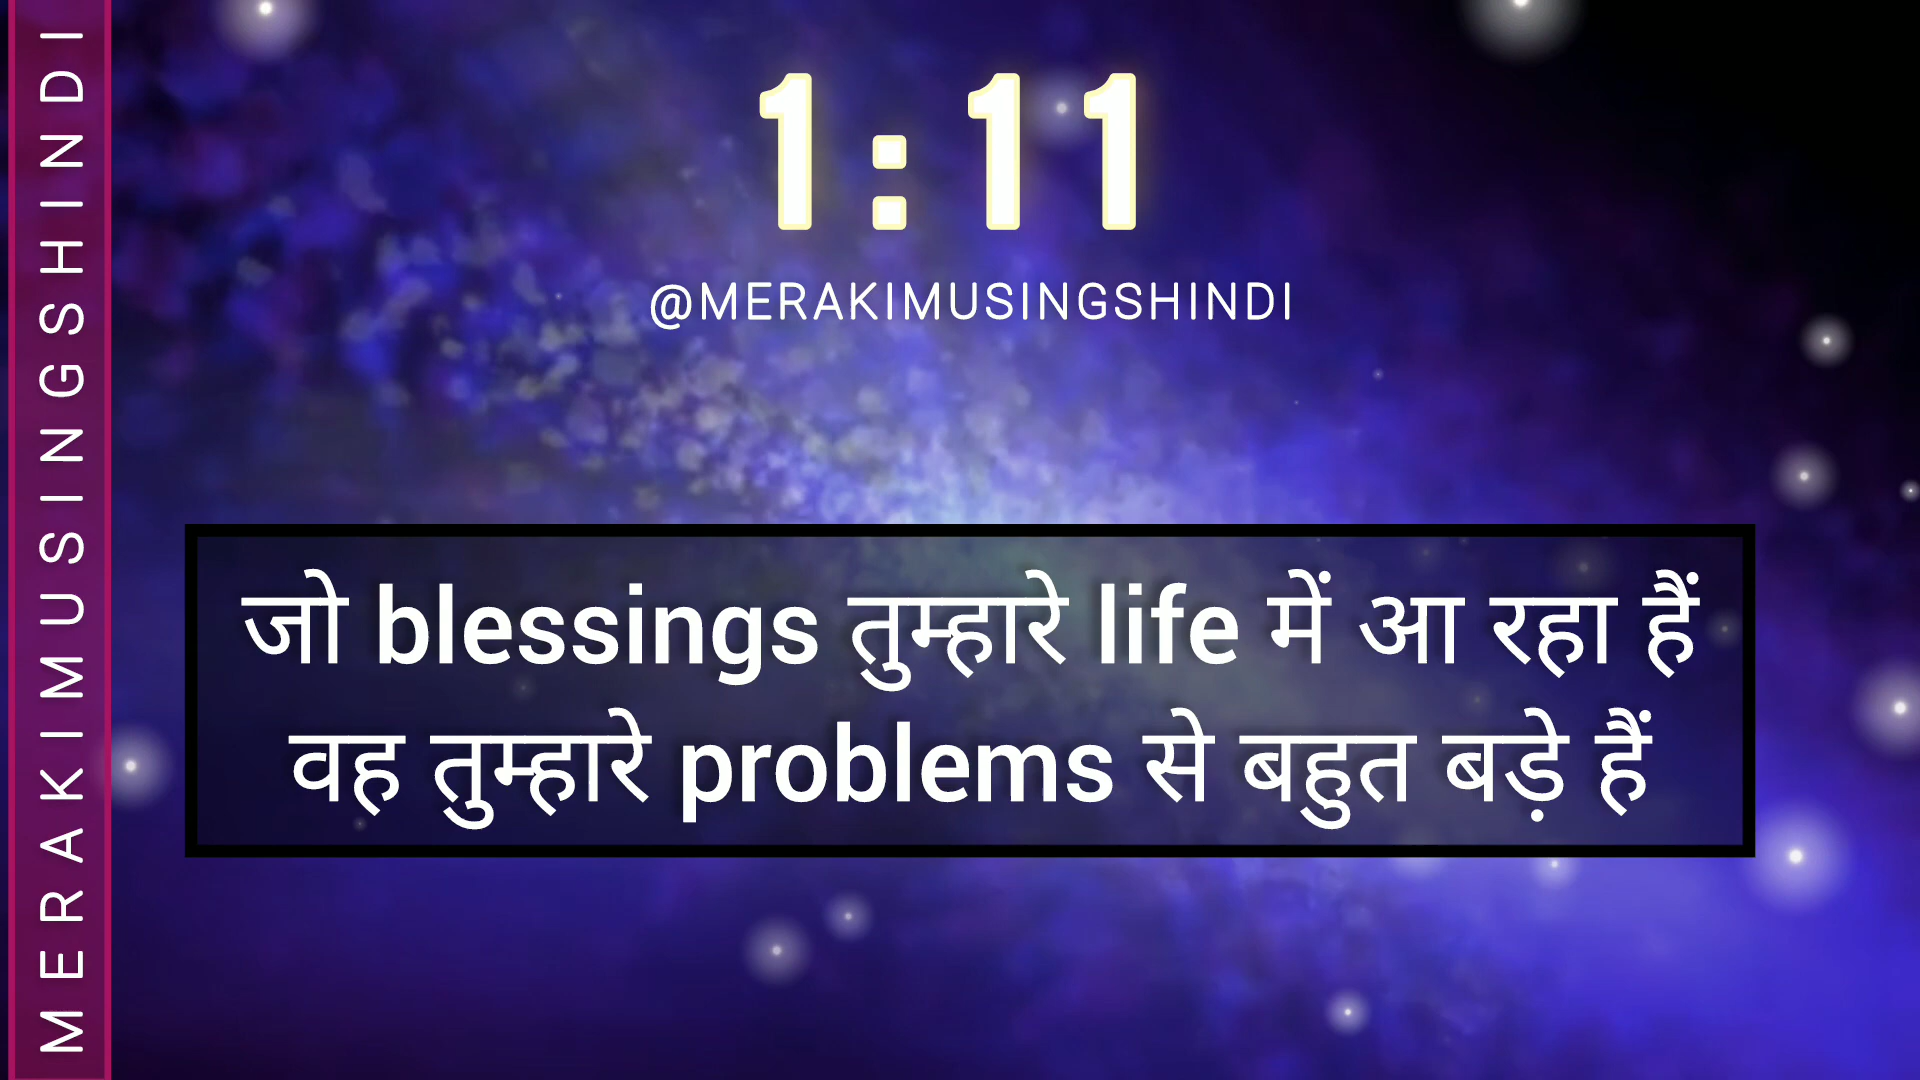 MERAKIMUSINGSHINDI
1:11
@MERAKIMUSINGSHINDI
जो blessings तुम्हारे life में आ रहा हैं
वह तुम्हारे problems से बहुत बड़े हैं